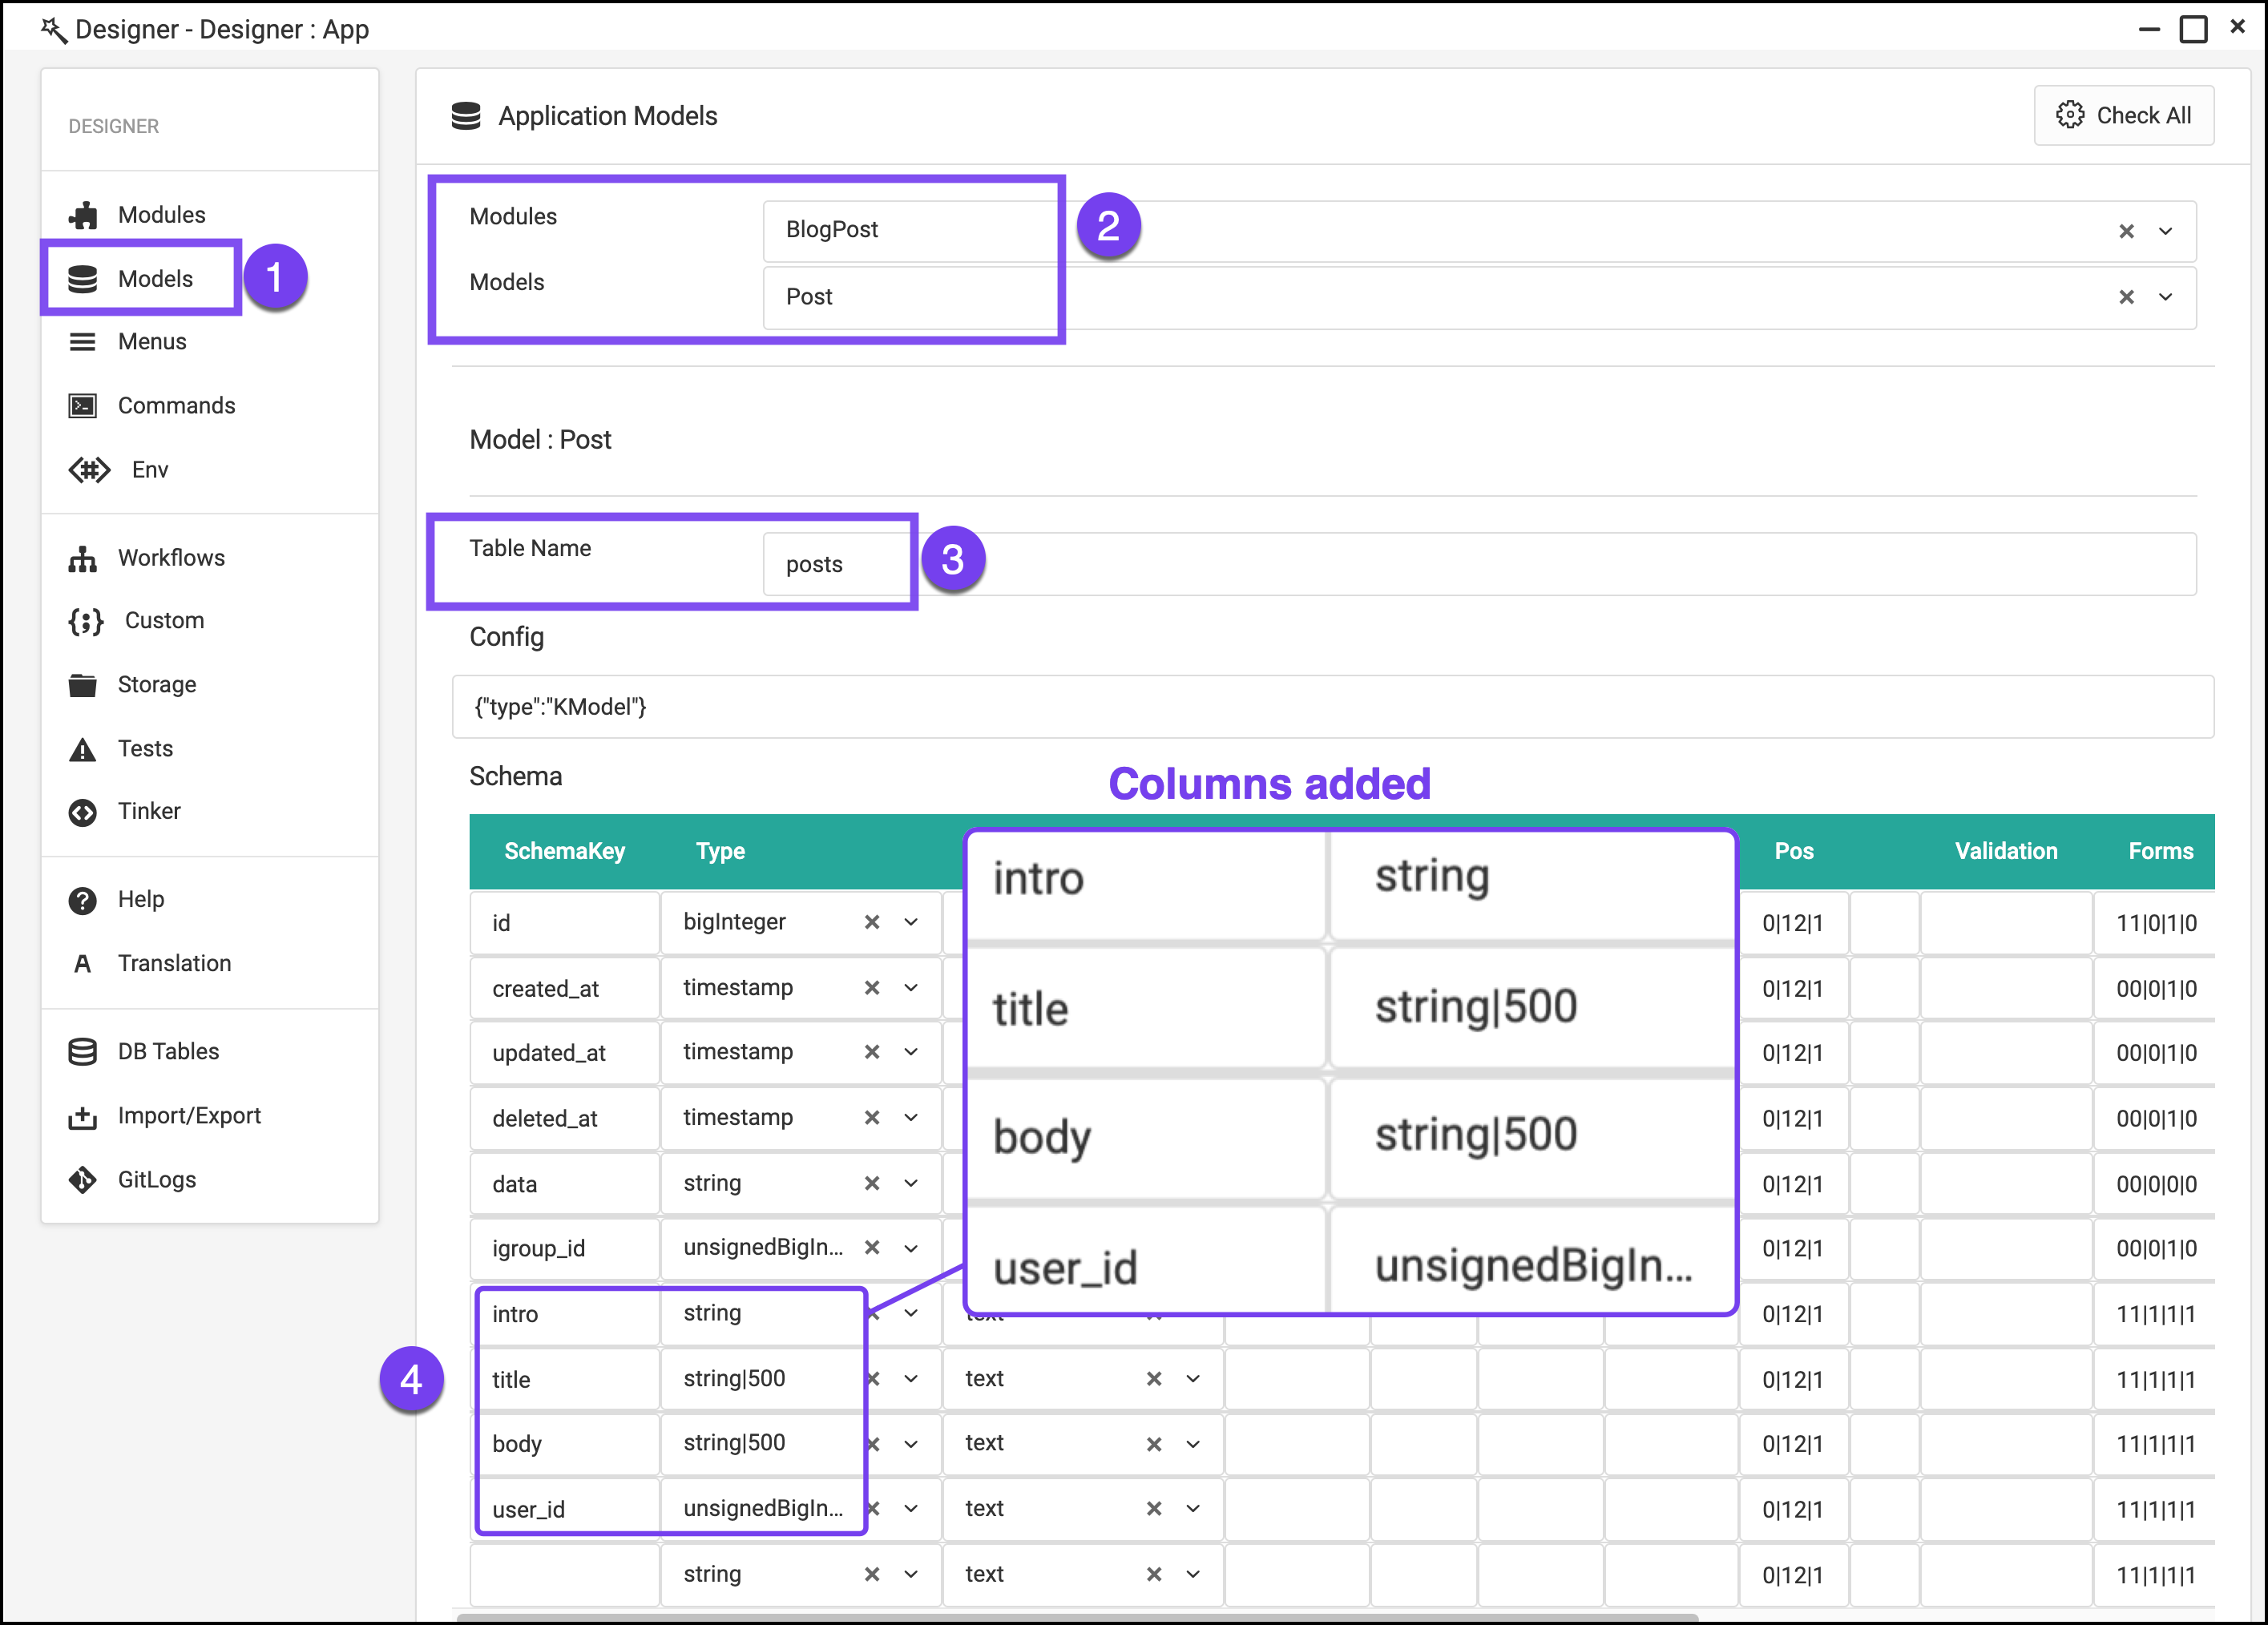 Designer - Designer : App
DESIGNER
Modules
Models
1
Menus
Commands
Env
Workflows
Custom
Storage
Tests
Tinker
Help
Translation
DB Tables
Import/Export
GitLogs
Application Models
Check All
Modules
BlogPost
2
Models
Post
Model : Post
Table Name
posts
3
Config
{"type":"KModel"}
Schema
Columns added
SchemaKey Type Pos Validation Forms
id bigInteger 0|12|1 11|0|1|0
created_at timestamp 0|12|1 00|0|1|0
updated_at timestamp 0|12|1 00|0|1|0
deleted_at timestamp 0|12|1 00|0|1|0
data string 0|12|1 00|0|0|0
igroup_id unsignedBigIn... 0|12|1 00|0|1|0
intro string text 0|12|1 11|1|1|1
4
title string|500 text 0|12|1 11|1|1|1
body string|500 text 0|12|1 11|1|1|1
user_id unsignedBigIn... text 0|12|1 11|1|1|1
string text 0|12|1 11|1|1|1
intro string
title string|500
body string|500
user_id unsignedBigIn...